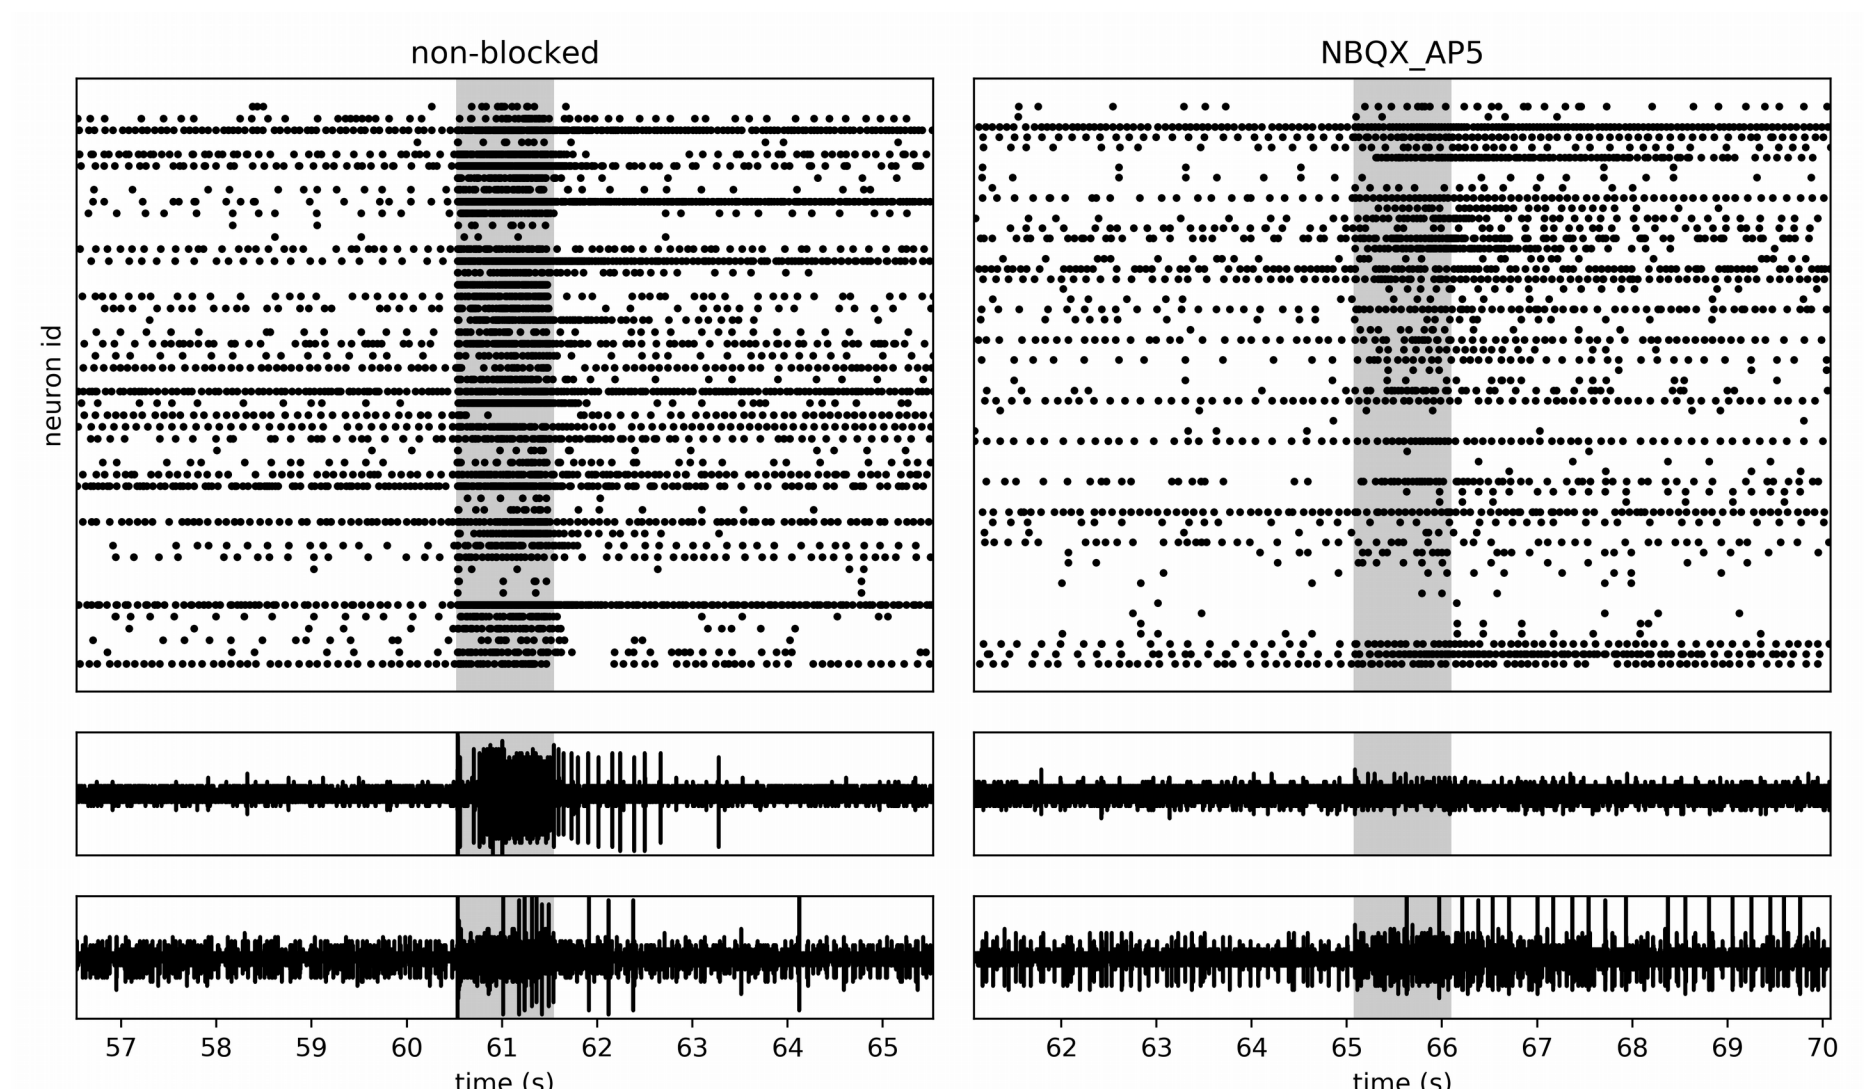 non-blocked
NBQX_AP5
neuron id
57 58 59 60 61 62 63 64 65
62 63 64 65 66 67 68 69 70
time (s)
time (s)